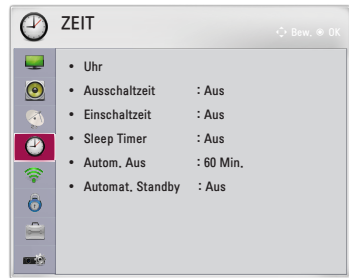 ZEIT
Bew. OK
• Uhr
• Ausschaltzeit : Aus
• Einschaltzeit : Aus
• Sleep Timer : Aus
• Autom. Aus : 60 Min.
• Automat. Standby : Aus